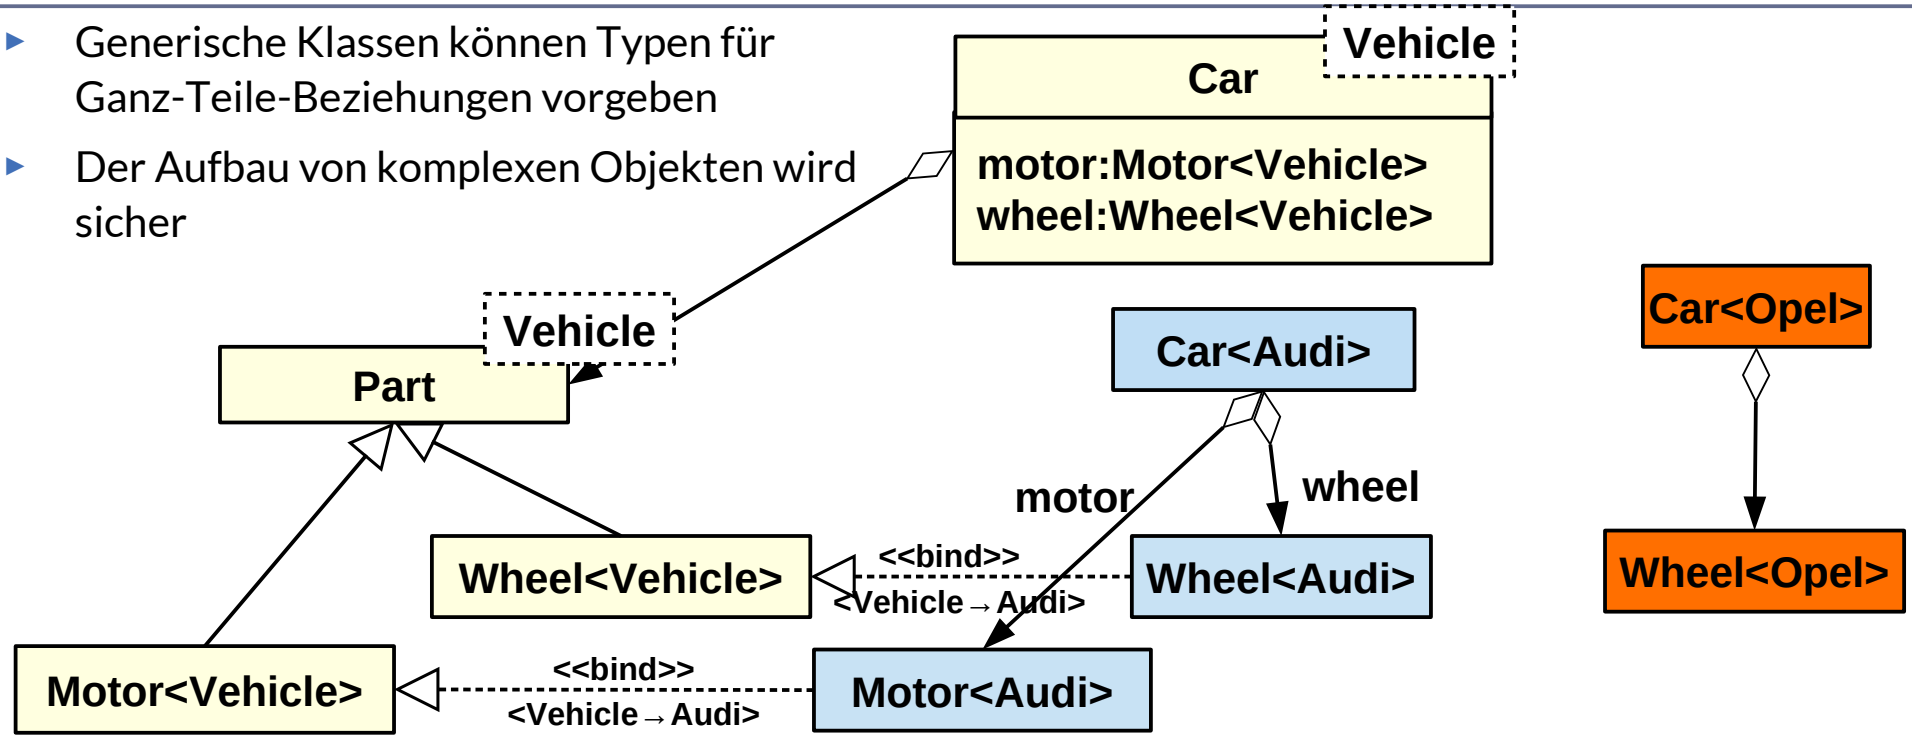 ► Generische Klassen können Typen für
Ganz-Teile-Beziehungen vorgeben
► Der Aufbau von komplexen Objekten wird
sicher
Vehicle
Car
motor:Motor<Vehicle>
wheel:Wheel<Vehicle>
Vehicle
Part
Car<Audi>
Car<Opel>
motor
wheel
Wheel<Vehicle>
<<bind>>
<Vehicle→Audi>
Wheel<Audi>
Wheel<Opel>
Motor<Vehicle>
<<bind>>
<Vehicle→Audi>
Motor<Audi>